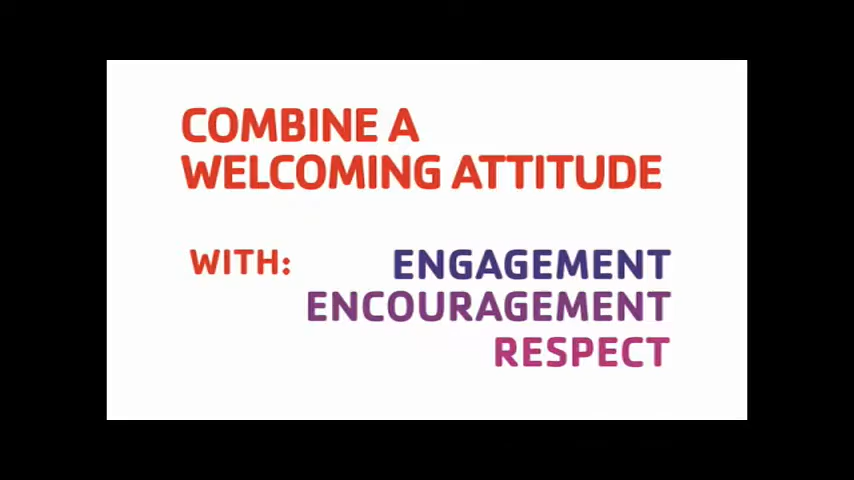 COMBINE A
WELCOMING ATTITUDE
WITH: ENGAGEMENT
ENCOURAGEMENT
RESPECT